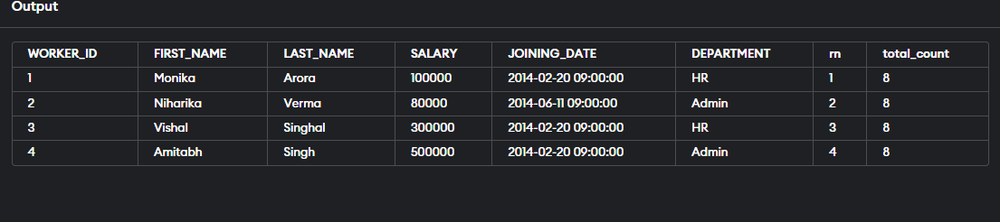 Output
WORKER_ID FIRST_NAME LAST_NAME SALARY JOINING_DATE DEPARTMENT rn total_count
1 Monika Arora 100000 2014-02-20 09:00:00 HR 1 8
2 Niharika Verma 80000 2014-06-11 09:00:00 Admin 2 8
3 Vishal Singhal 300000 2014-02-20 09:00:00 HR 3 8
4 Amitabh Singh 500000 2014-02-20 09:00:00 Admin 4 8